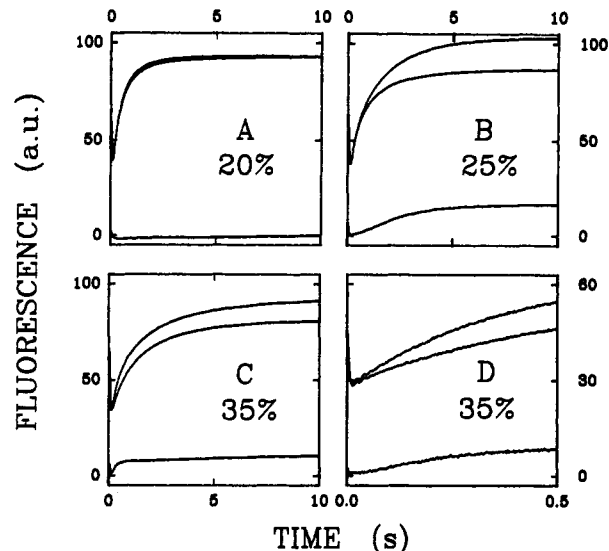 0 5 10 0 5 10
100 100
A B
50 20% 25% 50
0 0
100 60
C D
50 35% 35% 30
0 0
0 5 10 0.0 0.5
FLUORESCENCE (a.u.)
TIME (s)